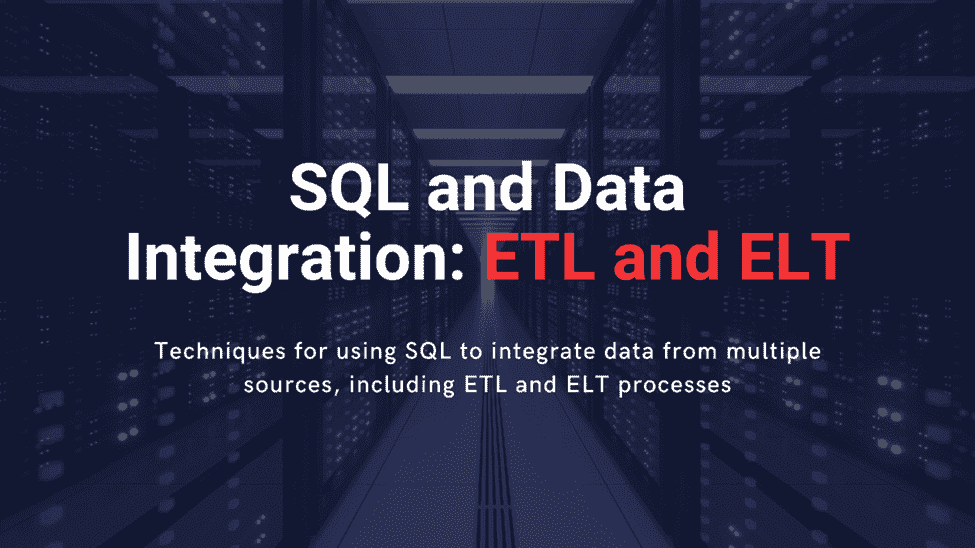 SQL and Data
Integration: ETL and ELT
Techniques for using SQL to integrate data from multiple
sources, including ETL and ELT processes